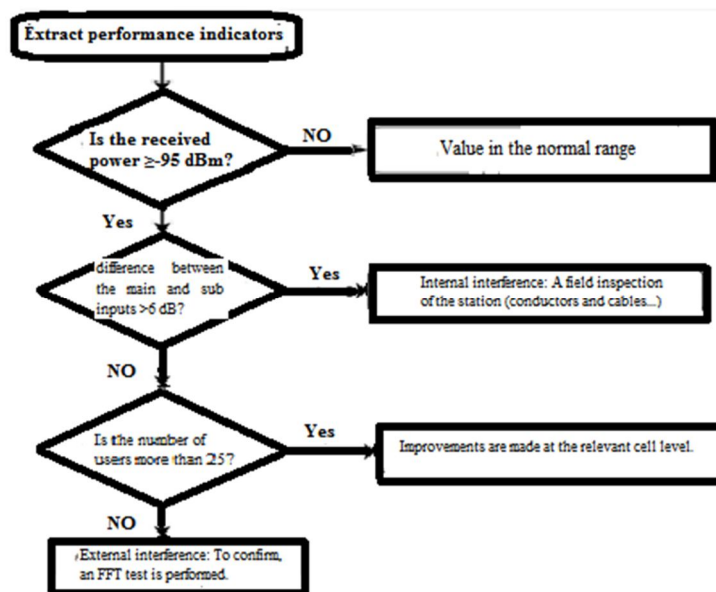 Extract performance indicators
Is the received
power ≥-95 dBm?
NO
Value in the normal range
Yes
difference between
the main and sub
inputs >6 dB?
Yes
Internal interference: A field inspection
of the station (conductors and cables...)
NO
Is the number of
users more than 25?
Yes
Improvements are made at the relevant cell level.
NO
External interference: To confirm,
an FFT test is performed.